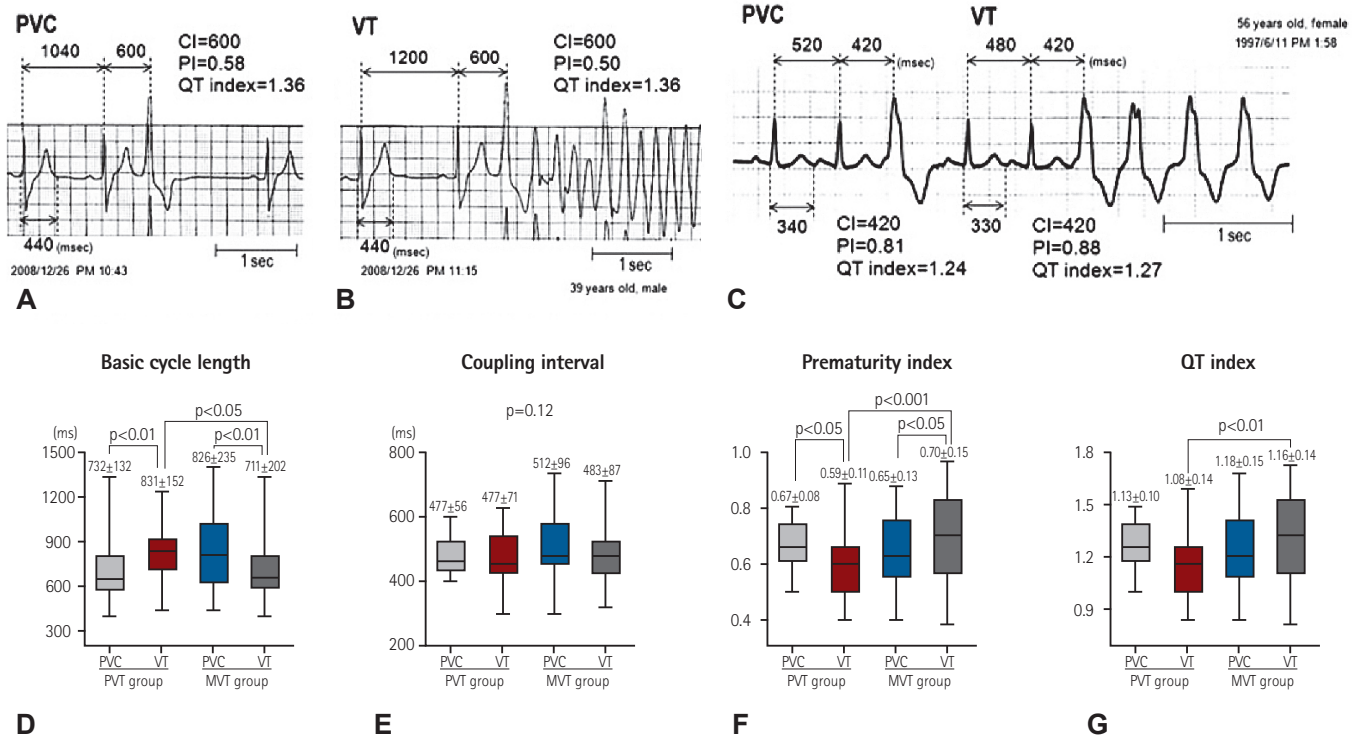 PVC
1040 600
CI=600
PI=0.58
QT index=1.36
440 (msec)
1 sec
2008/12/26 PM 10:43
A
VT
1200 600
CI=600
PI=0.50
QT index=1.36
440 (msec)
1 sec
2008/12/26 PM 11:15
39 years old, male
B
PVC VT
56 years old, female
1997/6/11 PM 1:58
520 420 (msec) 480 420 (msec)
340 330
CI=420
PI=0.81
QT index=1.24
CI=420
PI=0.88
QT index=1.27
1 sec
C
Basic cycle length
p<0.05
(ms) p<0.01 p<0.01
1500
732±132 831±152 826±235 711±202
1200
900
600
300
PVC VT PVC VT
PVT group MVT group
D
Coupling interval
p=0.12
(ms)
800
477±56 477±71 512±96 483±87
600
400
200
PVC VT PVC VT
PVT group MVT group
E
Prematurity index
p<0.001
p<0.05 p<0.05
1.0
0.67±0.08 0.59±0.11 0.65±0.13 0.70±0.15
0.8
0.6
0.4
PVC VT PVC VT
PVT group MVT group
F
QT index
p<0.01
1.8
1.13±0.10 1.08±0.14 1.18±0.15 1.16±0.14
1.5
1.2
0.9
PVC VT PVC VT
PVT group MVT group
G